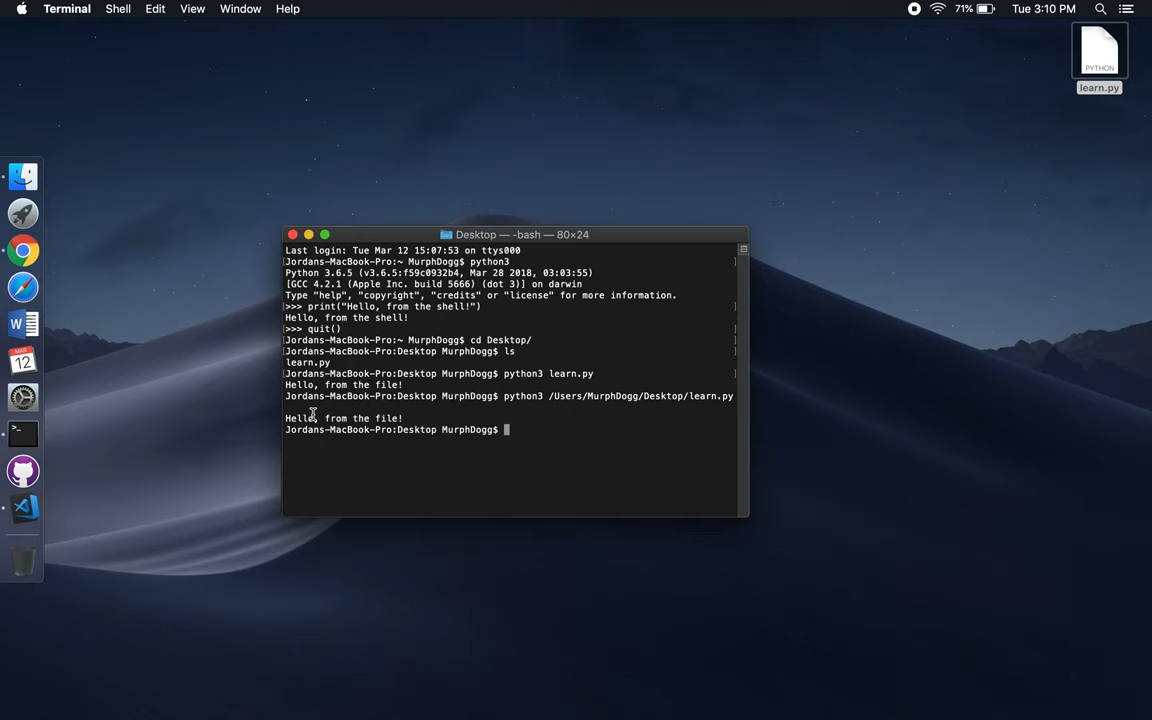 Terminal Shell Edit View Window Help 71% Tue 3:10 PM
PYTHON
learn.py
Desktop — -bash — 80×24
Last login: Tue Mar 12 15:07:53 on ttys000
[Jordans-MacBook-Pro:~ MurphDogg$ python3 ]
Python 3.6.5 (v3.6.5:f59c0932b4, Mar 28 2018, 03:03:55)
[GCC 4.2.1 (Apple Inc. build 5666) (dot 3)] on darwin
Type "help", "copyright", "credits" or "license" for more information.
[>>> print("Hello, from the shell!") ]
Hello, from the shell!
[>>> quit() ]
[Jordans-MacBook-Pro:~ MurphDogg$ cd Desktop/ ]
[Jordans-MacBook-Pro:Desktop MurphDogg$ ls ]
learn.py
[Jordans-MacBook-Pro:Desktop MurphDogg$ python3 learn.py ]
Hello, from the file!
Jordans-MacBook-Pro:Desktop MurphDogg$ python3 /Users/MurphDogg/Desktop/learn.py
Hello, from the file!
Jordans-MacBook-Pro:Desktop MurphDogg$
W
MAR
12
>_